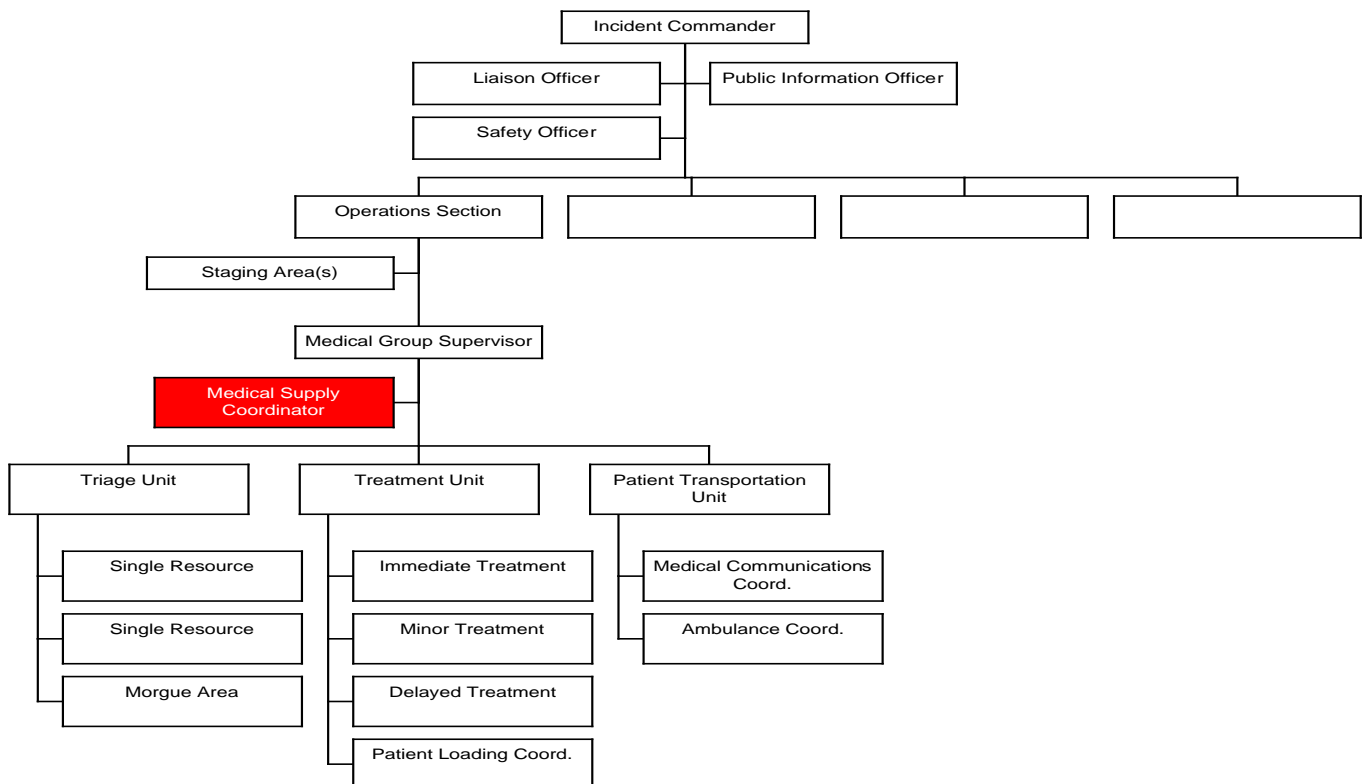 Incident Commander
Liaison Officer
Public Information Officer
Safety Officer
Operations Section
Staging Area(s)
Medical Group Supervisor
Medical Supply
Coordinator
Triage Unit
Treatment Unit
Patient Transportation
Unit
Single Resource
Immediate Treatment
Medical Communications
Coord.
Single Resource
Minor Treatment
Ambulance Coord.
Morgue Area
Delayed Treatment
Patient Loading Coord.